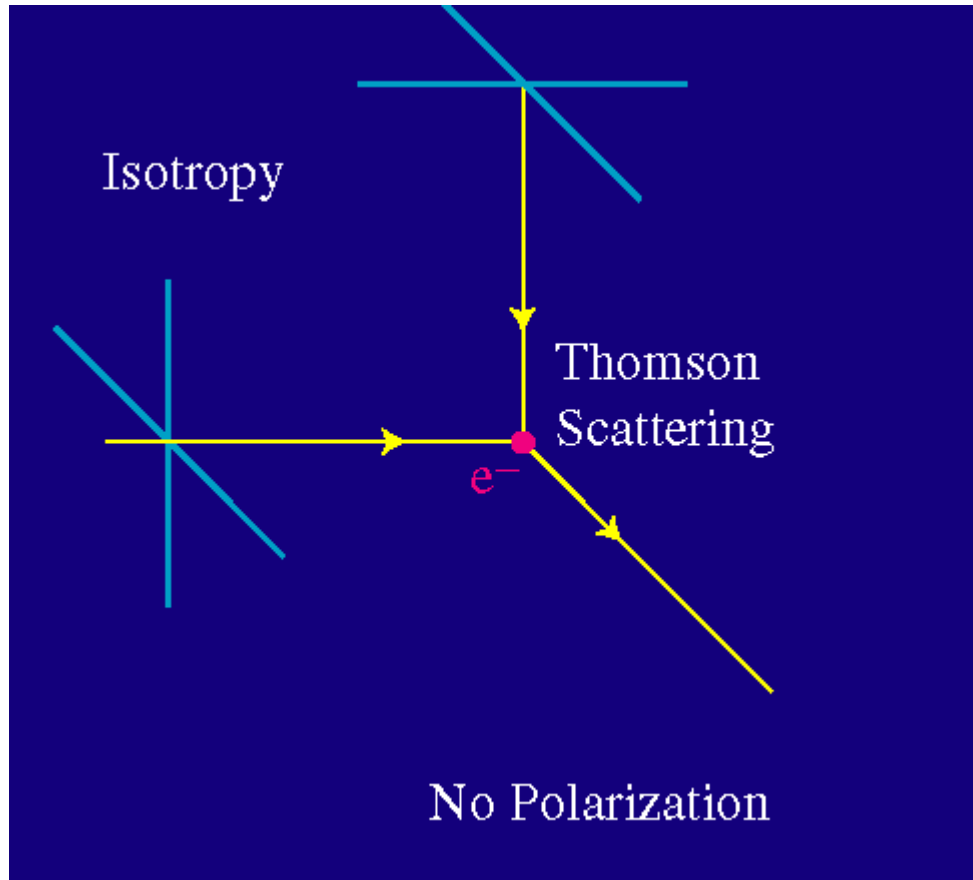 Isotropy
Thomson
Scattering
e−
No Polarization